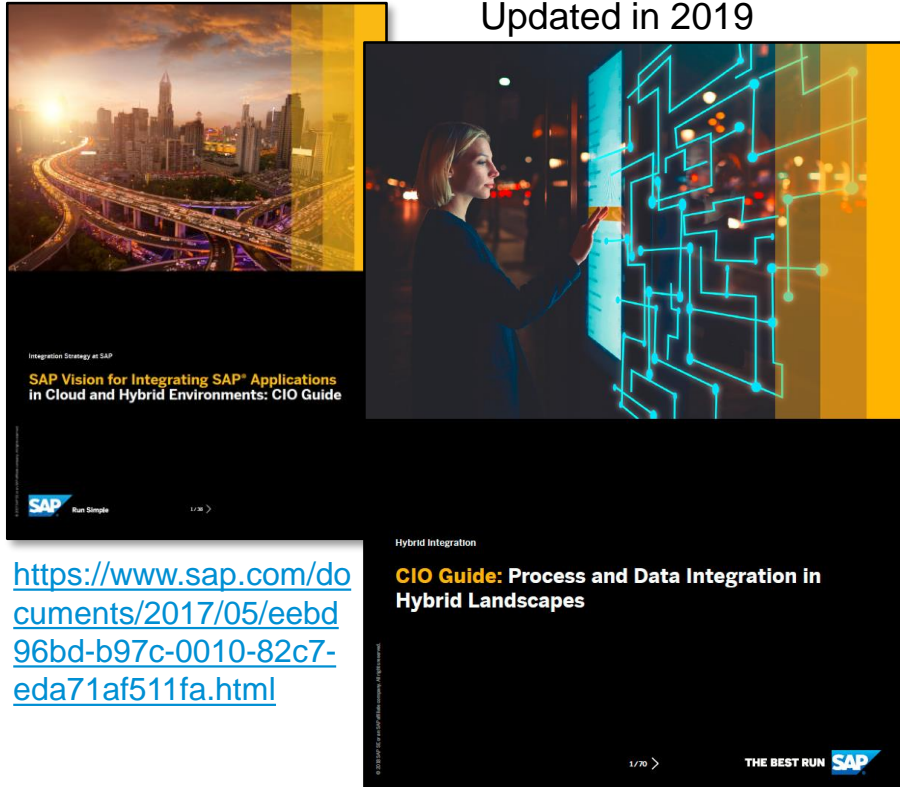 Updated in 2019
Integration Strategy at SAP
SAP Vision for Integrating SAP® Applications
in Cloud and Hybrid Environments: CIO Guide
SAP Run Simple
1 / 38 >
https://www.sap.com/do
cuments/2017/05/eebd
96bd-b97c-0010-82c7-
eda71af511fa.html
Hybrid Integration
CIO Guide: Process and Data Integration in
Hybrid Landscapes
1 / 70 >
THE BEST RUN SAP